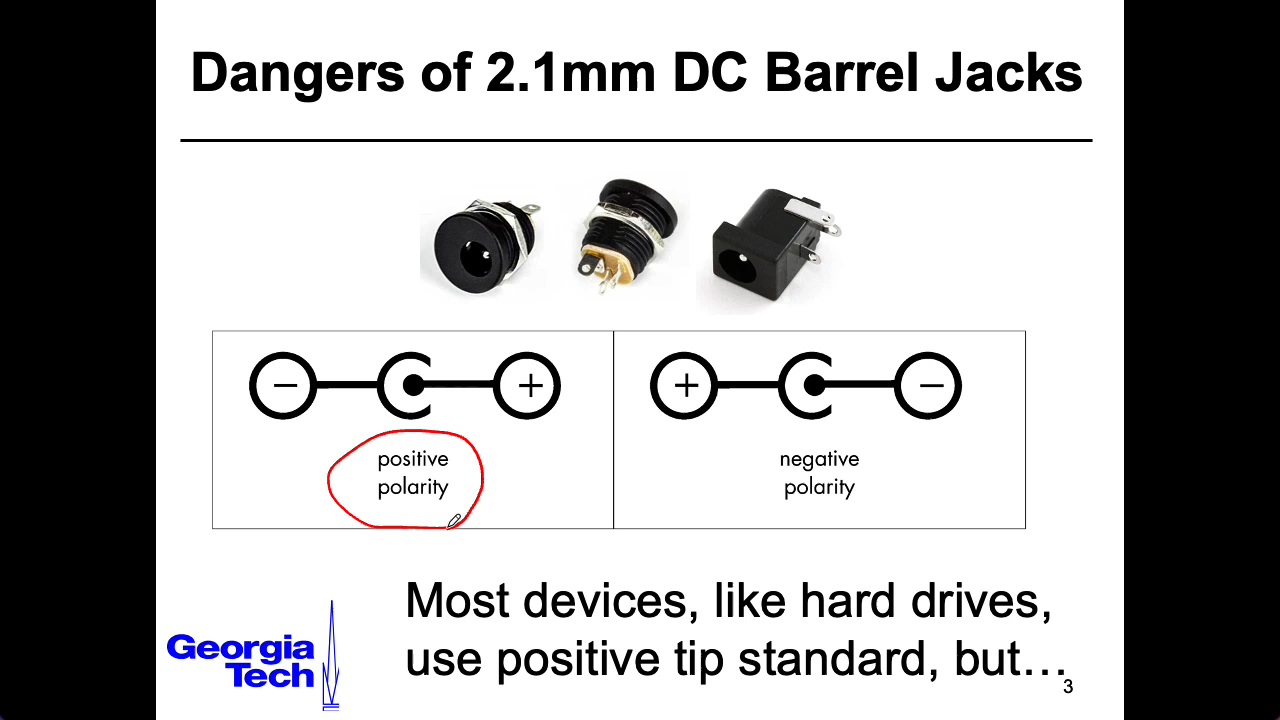 Dangers of 2.1mm DC Barrel Jacks
− + + −
positive negative
polarity polarity
Most devices, like hard drives,
use positive tip standard, but…
Georgia
Tech
3